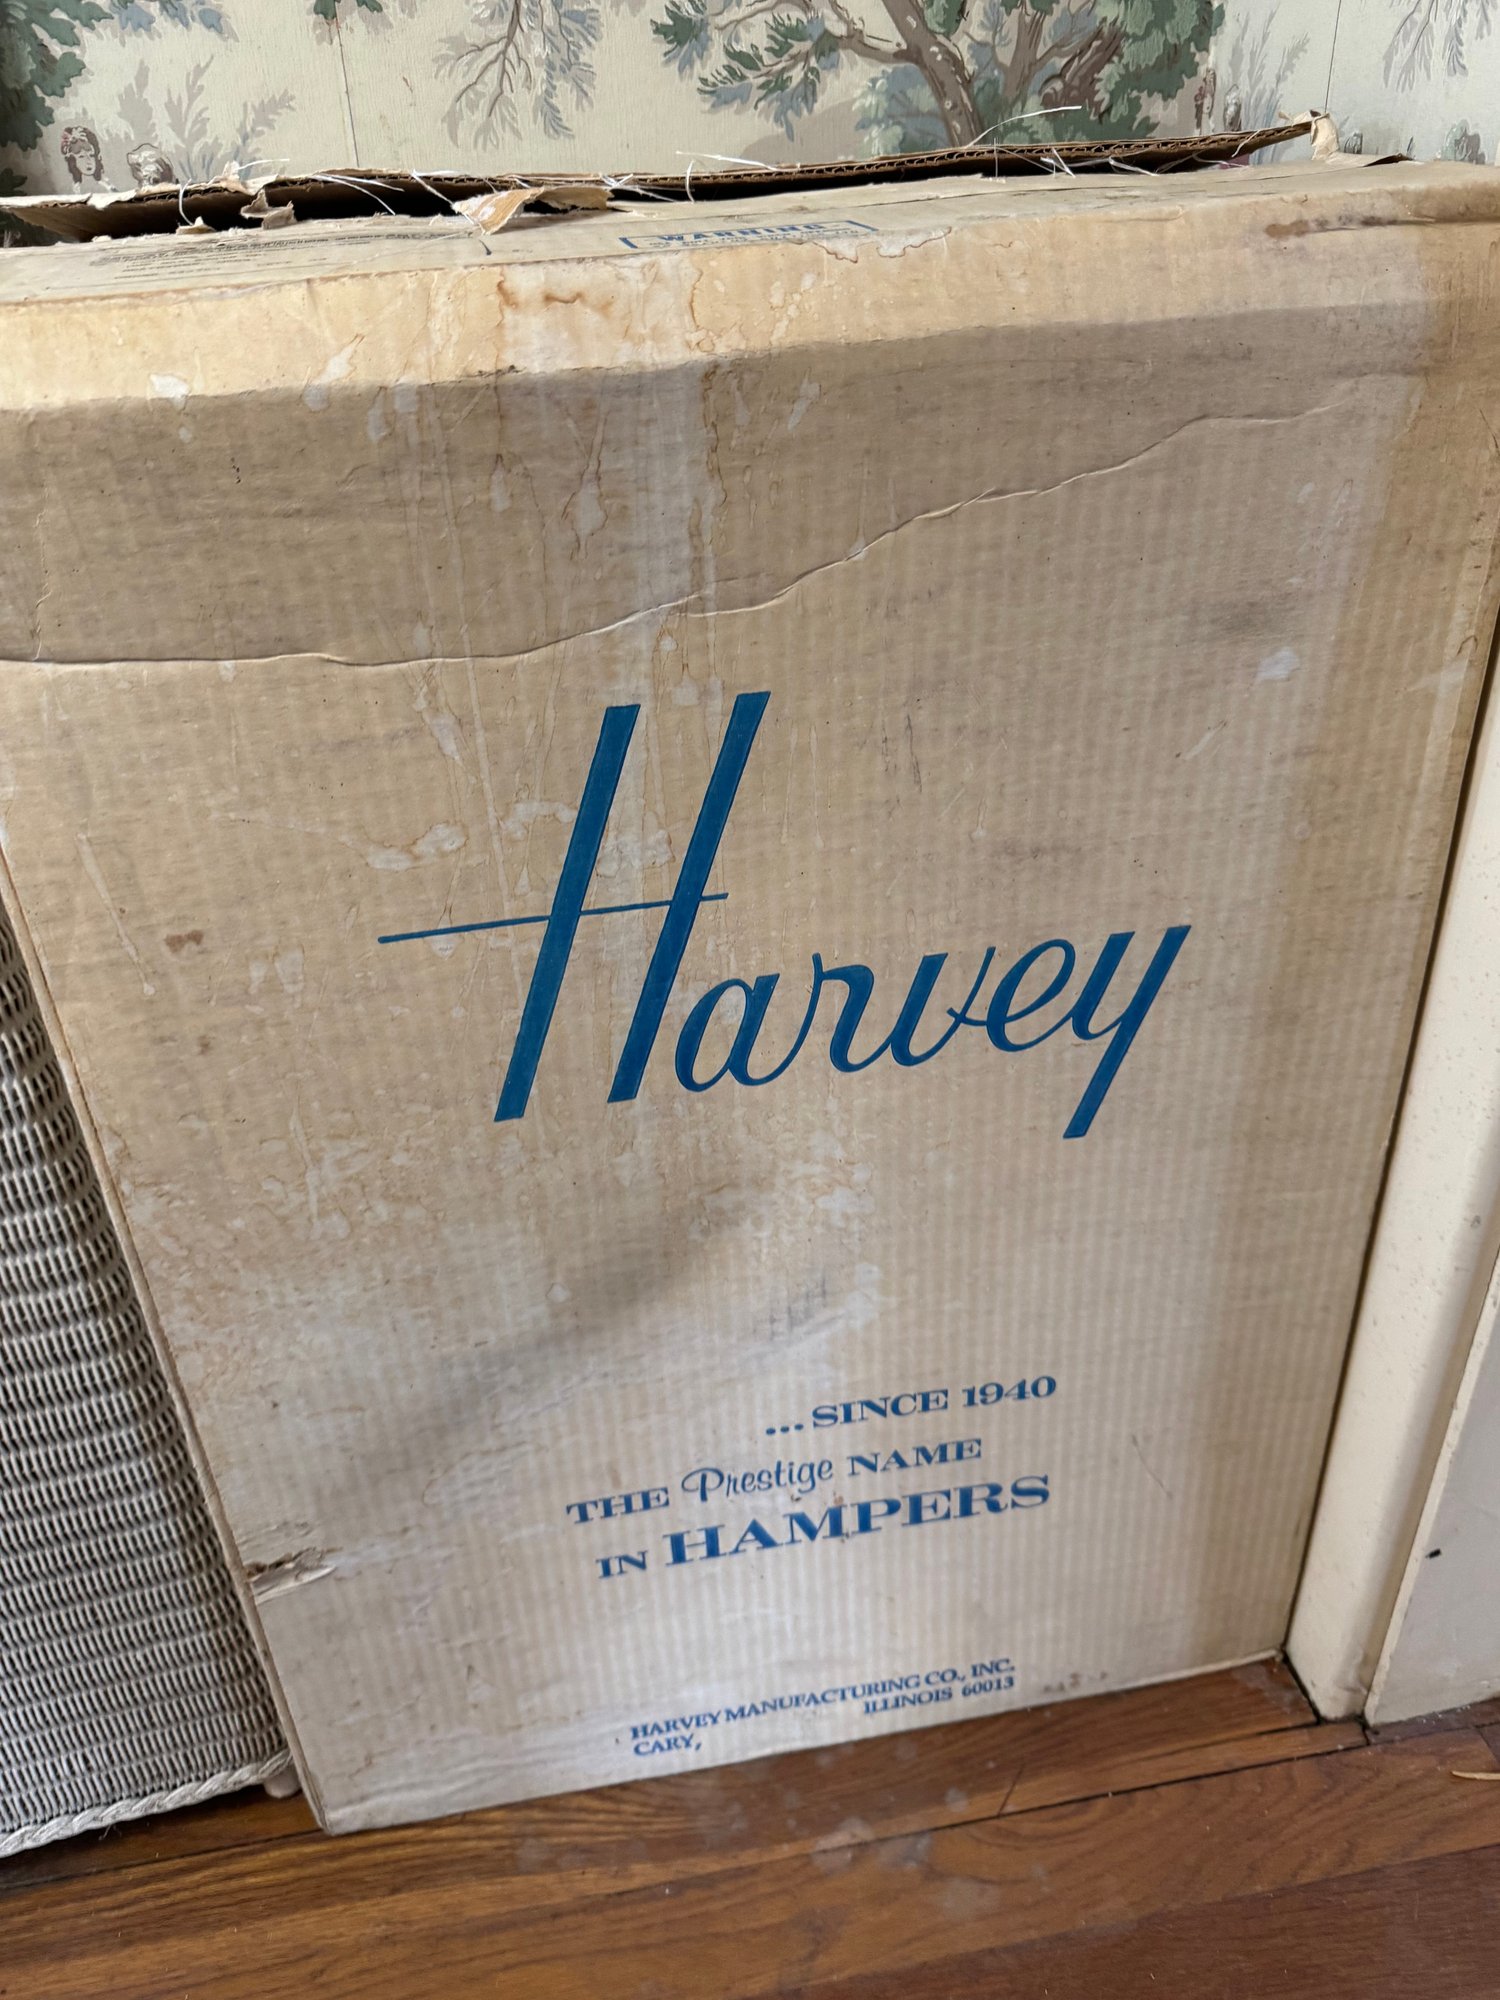 WARNING
Harvey
...SINCE 1940
THE Prestige NAME
IN HAMPERS
HARVEY MANUFACTURING CO., INC.
CARY, ILLINOIS 60013